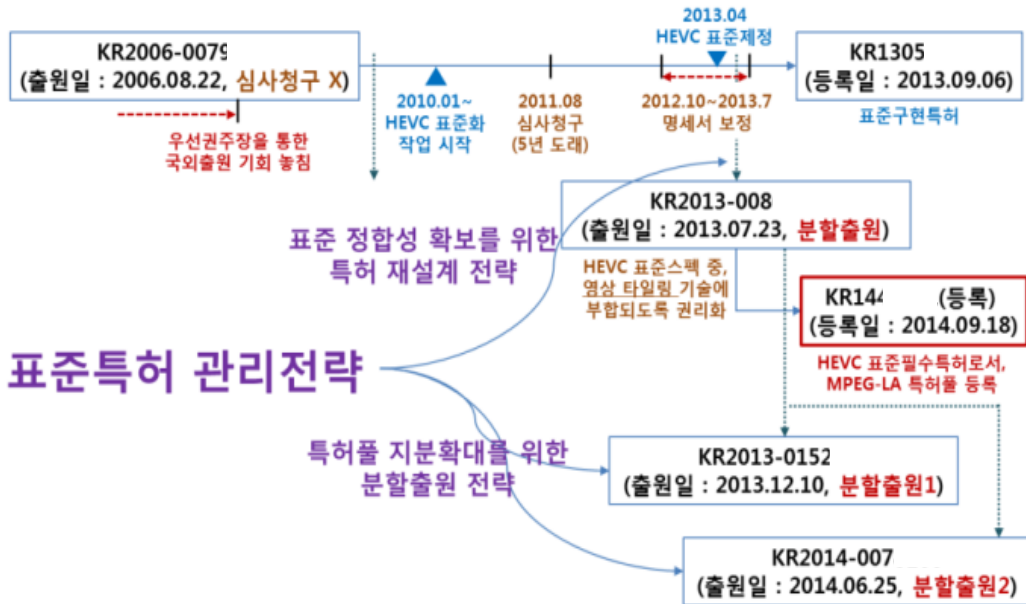 KR2006-0079
(출원일 : 2006.08.22, 심사청구 X)
우선권주장을 통한
국외출원 기회 놓침
2010.01~
HEVC 표준화
작업 시작
2011.08
심사청구
(5년 도래)
2013.04
HEVC 표준제정
2012.10~2013.7
명세서 보정
KR1305
(등록일 : 2013.09.06)
표준구현특허
KR2013-008
(출원일 : 2013.07.23, 분할출원)
표준 정합성 확보를 위한
특허 재설계 전략
HEVC 표준스펙 중,
영상 타일링 기술에
부합되도록 권리화
KR144 (등록)
(등록일 : 2014.09.18)
HEVC 표준필수특허로서,
MPEG-LA 특허풀 등록
표준특허 관리전략
특허풀 지분확대를 위한
분할출원 전략
KR2013-0152
(출원일 : 2013.12.10, 분할출원1)
KR2014-007
(출원일 : 2014.06.25, 분할출원2)